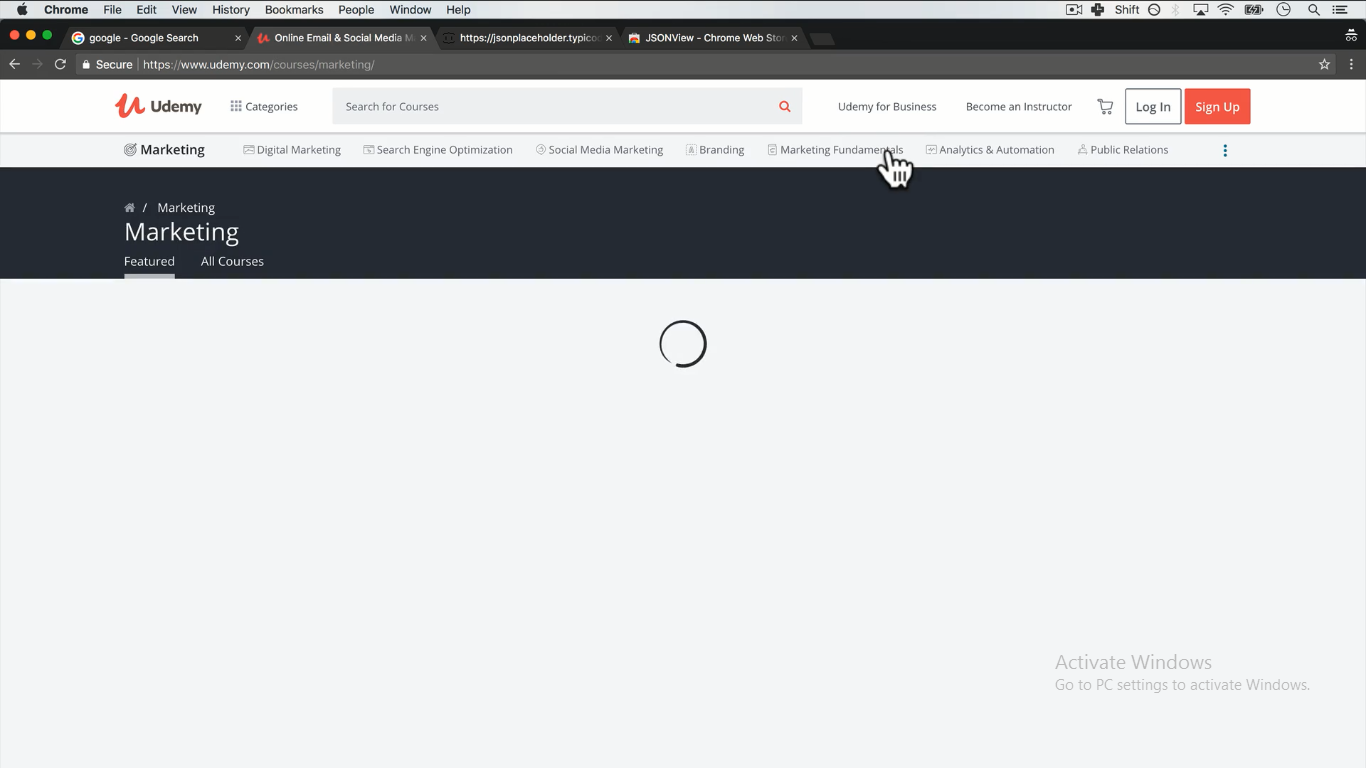 Chrome File Edit View History Bookmarks People Window Help Shift
google - Google Search Online Email & Social Media M https://jsonplaceholder.typico JSONView - Chrome Web Stor
Secure https://www.udemy.com/courses/marketing/
Udemy Categories Search for Courses Udemy for Business Become an Instructor Log In Sign Up
Marketing Digital Marketing Search Engine Optimization Social Media Marketing Branding Marketing Fundamentals Analytics & Automation Public Relations
/ Marketing
Marketing
Featured All Courses
Activate Windows
Go to PC settings to activate Windows.